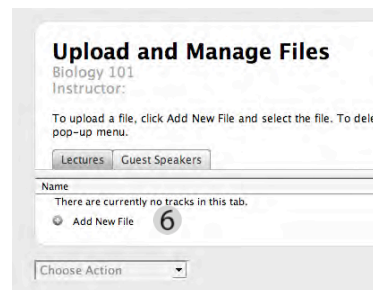 Upload and Manage Files
Biology 101
Instructor:
To upload a file, click Add New File and select the file. To dele
pop-up menu.
Lectures Guest Speakers
Name
There are currently no tracks in this tab.
Add New File 6
Choose Action